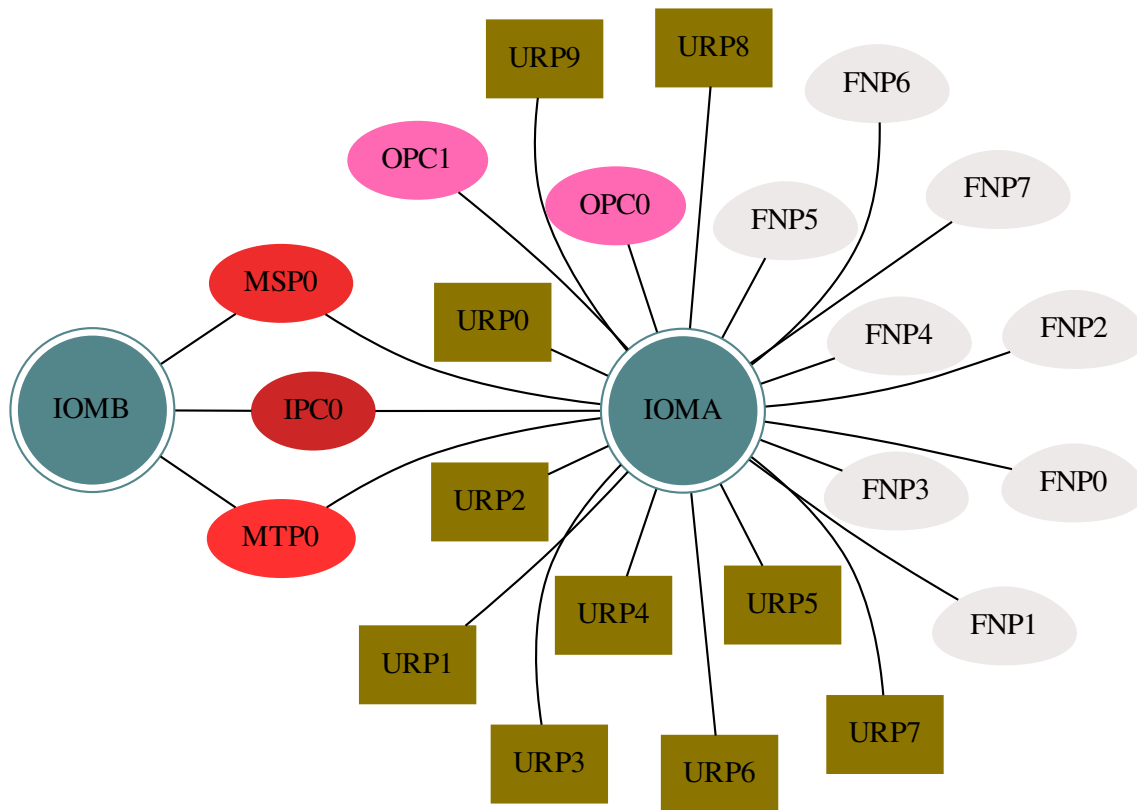 URP9
URP8
FNP6
OPC1
OPC0
FNP5
FNP7
MSP0
URP0
FNP4
FNP2
IOMB
IPC0
IOMA
URP2
FNP3
FNP0
MTP0
URP4
URP5
FNP1
URP1
URP3
URP6
URP7